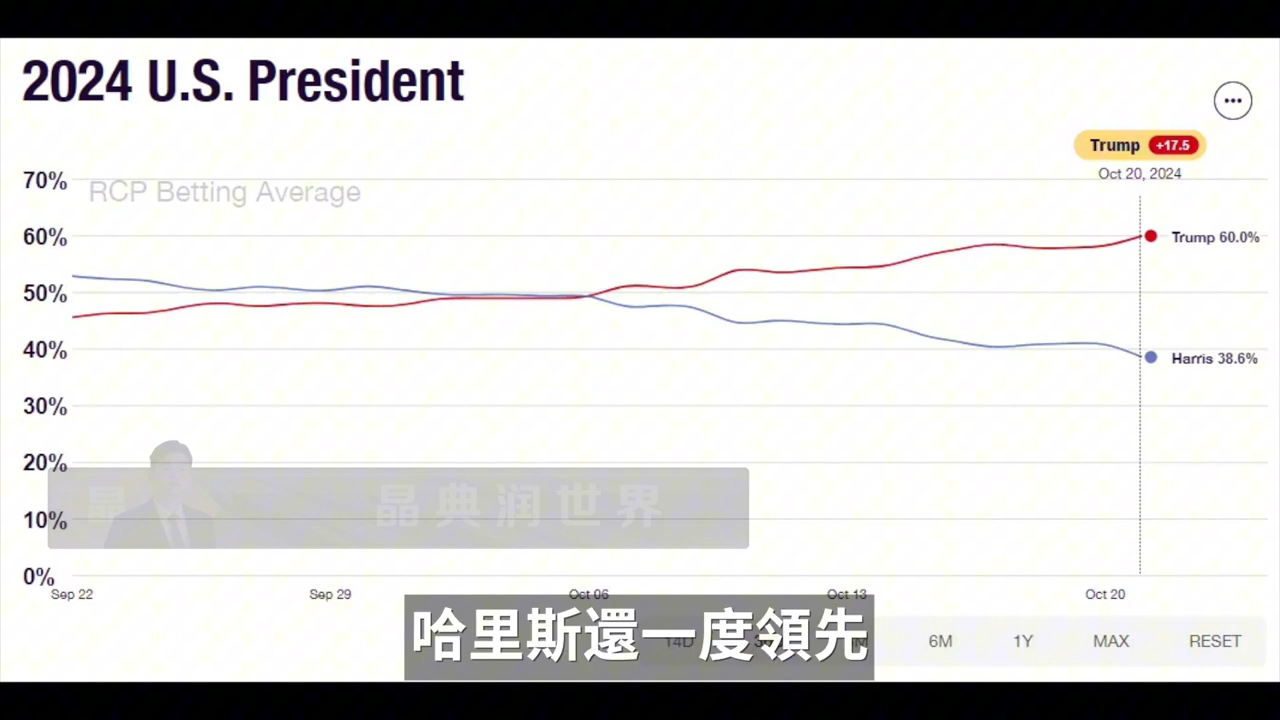 2024 U.S. President
Trump +17.5
Oct 20, 2024
RCP Betting Average
70%
60%
50%
40%
30%
20%
10%
0%
Trump 60.0%
Harris 38.6%
晶
晶典润世界
Sep 22
Sep 29
Oct 06
Oct 13
Oct 20
14D
6M
1Y
MAX
RESET
哈里斯還一度領先